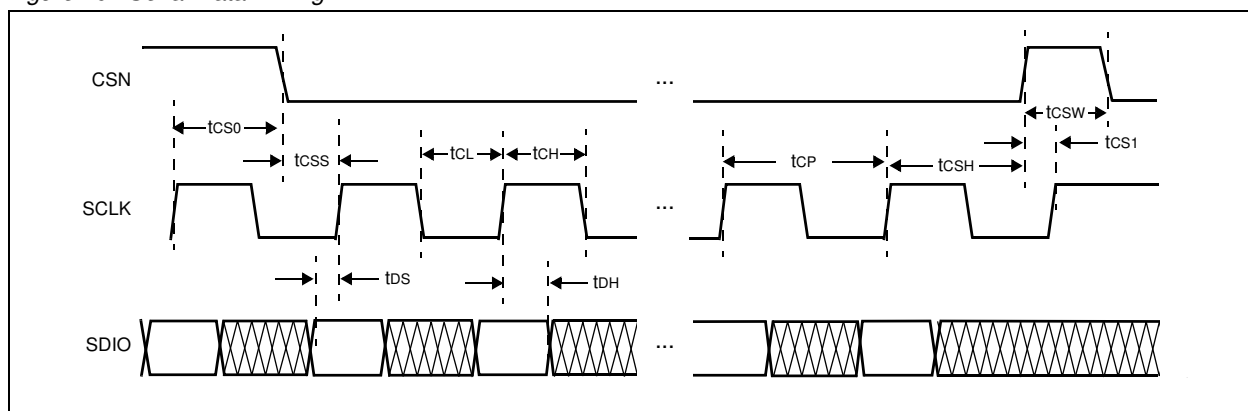 CSN
...
tCS0
tCSW
tCSS
tCL
tCH
tCP
tCSH
tCS1
SCLK
...
tDS
tDH
SDIO
...